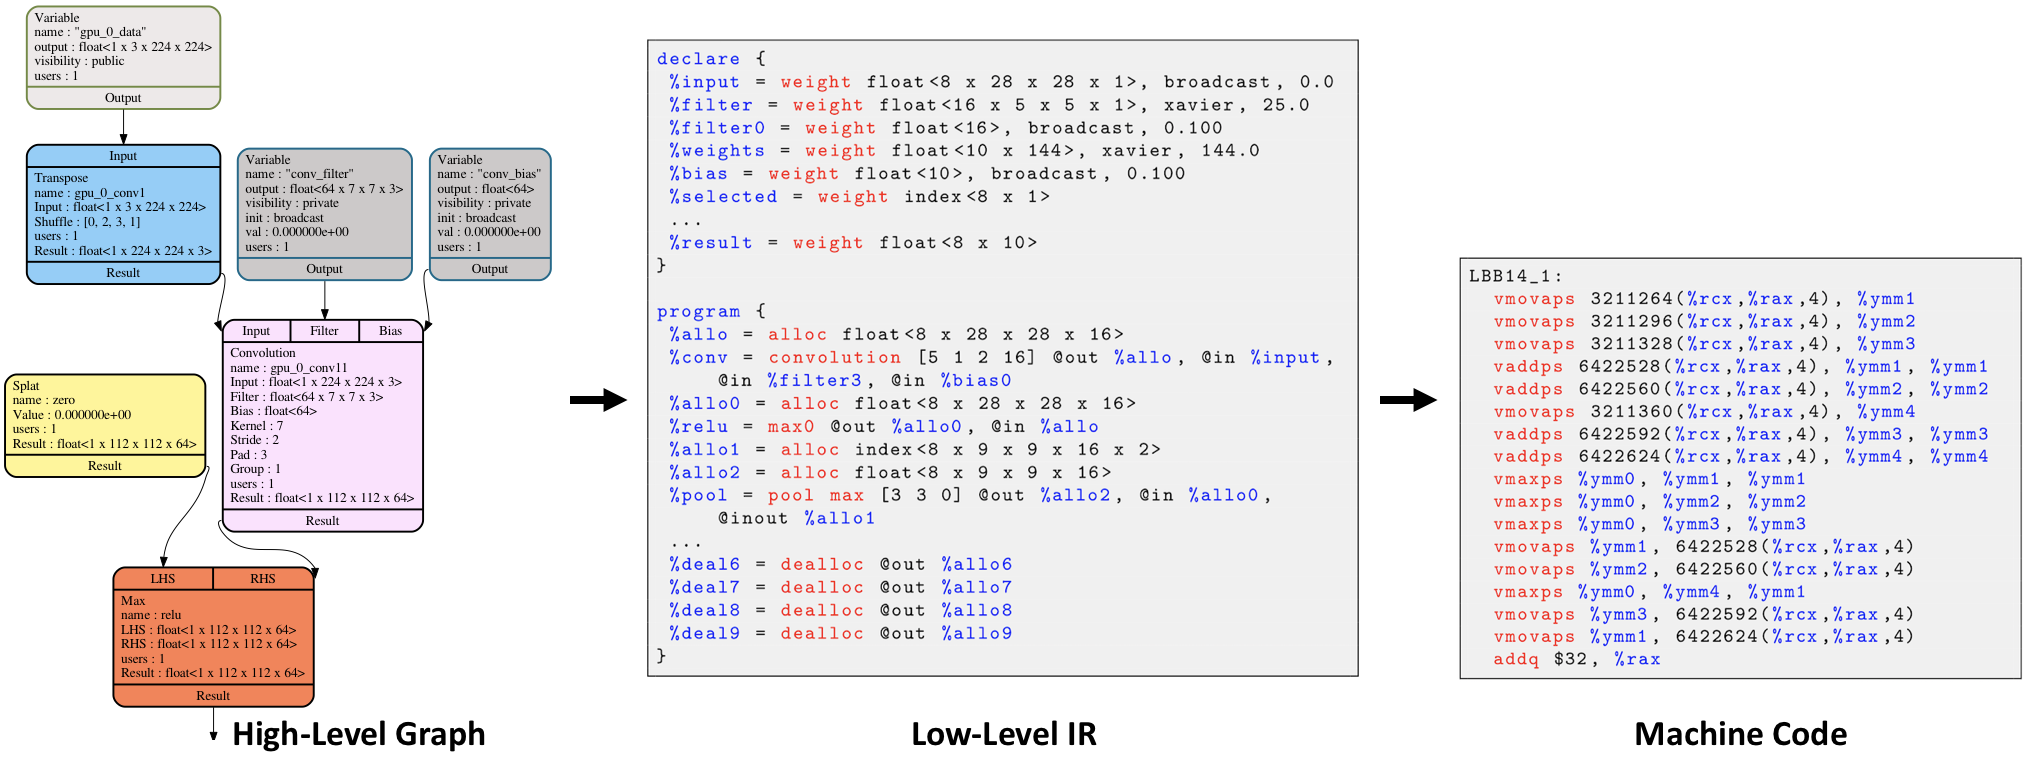 Variable
name : "gpu_0_data"
output : float<1 x 3 x 224 x 224>
visibility : public
users : 1
Output
Input
Transpose
name : gpu_0_conv1
Input : float<1 x 3 x 224 x 224>
Shuffle : [0, 2, 3, 1]
users : 1
Result : float<1 x 224 x 224 x 3>
Result
Variable
name : "conv_filter"
output : float<64 x 7 x 7 x 3>
visibility : private
init : broadcast
val : 0.000000e+00
users : 1
Output
Variable
name : "conv_bias"
output : float<64>
visibility : private
init : broadcast
val : 0.000000e+00
users : 1
Output
Input Filter Bias
Convolution
name : gpu_0_conv11
Input : float<1 x 224 x 224 x 3>
Filter : float<64 x 7 x 7 x 3>
Bias : float<64>
Kernel : 7
Stride : 2
Pad : 3
Group : 1
users : 1
Result : float<1 x 112 x 112 x 64>
Result
Splat
name : zero
Value : 0.000000e+00
users : 1
Result : float<1 x 112 x 112 x 64>
Result
LHS RHS
Max
name : relu
LHS : float<1 x 112 x 112 x 64>
RHS : float<1 x 112 x 112 x 64>
users : 1
Result : float<1 x 112 x 112 x 64>
Result
High-Level Graph
declare {
%input = weight float<8 x 28 x 28 x 1>, broadcast, 0.0
%filter = weight float<16 x 5 x 5 x 1>, xavier, 25.0
%filter0 = weight float<16>, broadcast, 0.100
%weights = weight float<10 x 144>, xavier, 144.0
%bias = weight float<10>, broadcast, 0.100
%selected = weight index<8 x 1>
...
%result = weight float<8 x 10>
}
program {
%allo = alloc float<8 x 28 x 28 x 16>
%conv = convolution [5 1 2 16] @out %allo, @in %input,
@in %filter3, @in %bias0
%allo0 = alloc float<8 x 28 x 28 x 16>
%relu = max0 @out %allo0, @in %allo
%allo1 = alloc index<8 x 9 x 9 x 16 x 2>
%allo2 = alloc float<8 x 9 x 9 x 16>
%pool = pool max [3 3 0] @out %allo2, @in %allo0,
@inout %allo1
...
%deal6 = dealloc @out %allo6
%deal7 = dealloc @out %allo7
%deal8 = dealloc @out %allo8
%deal9 = dealloc @out %allo9
}
Low-Level IR
LBB14_1:
vmovaps 3211264(%rcx,%rax,4), %ymm1
vmovaps 3211296(%rcx,%rax,4), %ymm2
vmovaps 3211328(%rcx,%rax,4), %ymm3
vaddps 6422528(%rcx,%rax,4), %ymm1, %ymm1
vaddps 6422560(%rcx,%rax,4), %ymm2, %ymm2
vmovaps 3211360(%rcx,%rax,4), %ymm4
vaddps 6422592(%rcx,%rax,4), %ymm3, %ymm3
vaddps 6422624(%rcx,%rax,4), %ymm4, %ymm4
vmaxps %ymm0, %ymm1, %ymm1
vmaxps %ymm0, %ymm2, %ymm2
vmaxps %ymm0, %ymm3, %ymm3
vmovaps %ymm1, 6422528(%rcx,%rax,4)
vmovaps %ymm2, 6422560(%rcx,%rax,4)
vmaxps %ymm0, %ymm4, %ymm1
vmovaps %ymm3, 6422592(%rcx,%rax,4)
vmovaps %ymm1, 6422624(%rcx,%rax,4)
addq $32, %rax
Machine Code